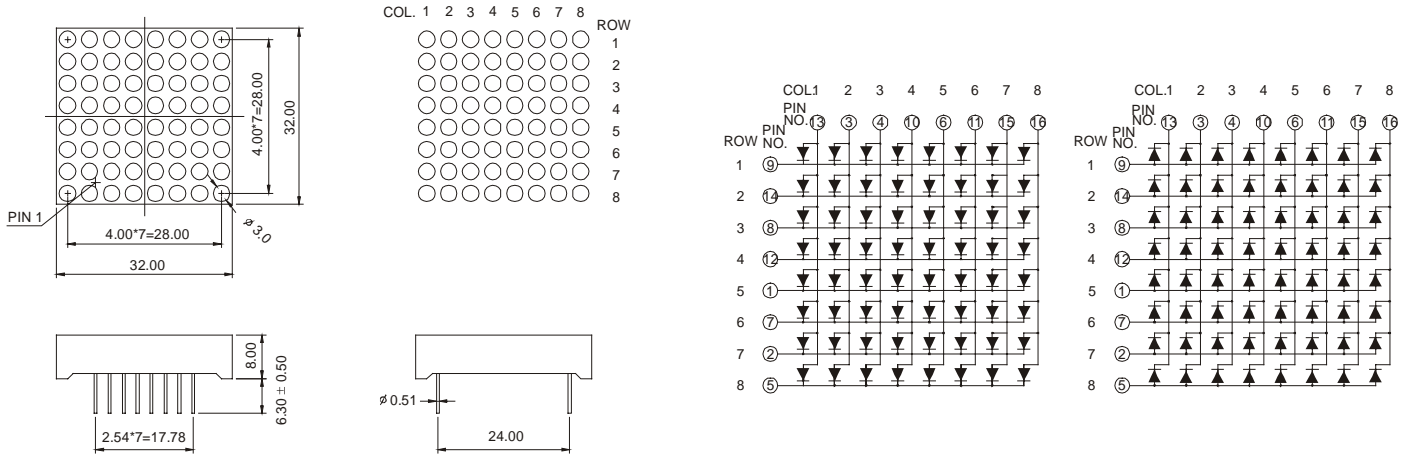 COL. 1 2 3 4 5 6 7 8
ROW
1
2
3
4
5
6
7
8
4.00*7=28.00
32.00
PIN 1
ø 3.0
4.00*7=28.00
32.00
8.00
6.30 ± 0.50
2.54*7=17.78
ø 0.51
24.00
COL.1 2 3 4 5 6 7 8
PIN NO. 13 3 4 10 6 11 15 16
ROW PIN NO.
1 9
2 14
3 8
4 12
5 1
6 7
7 2
8 5
COL.1 2 3 4 5 6 7 8
PIN NO. 13 3 4 10 6 11 15 16
ROW PIN NO.
1 9
2 14
3 8
4 12
5 1
6 7
7 2
8 5